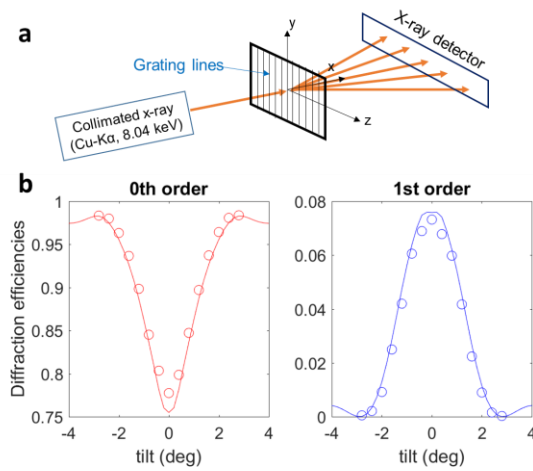 a
y
X-ray detector
Grating lines
x
z
Collimated x-ray
(Cu-Kα, 8.04 keV)
b
0th order
1st order
Diffraction efficiencies
1
0.95
0.9
0.85
0.8
0.75
-4 -2 0 2 4
tilt (deg)
0.08
0.06
0.04
0.02
0
-4 -2 0 2 4
tilt (deg)